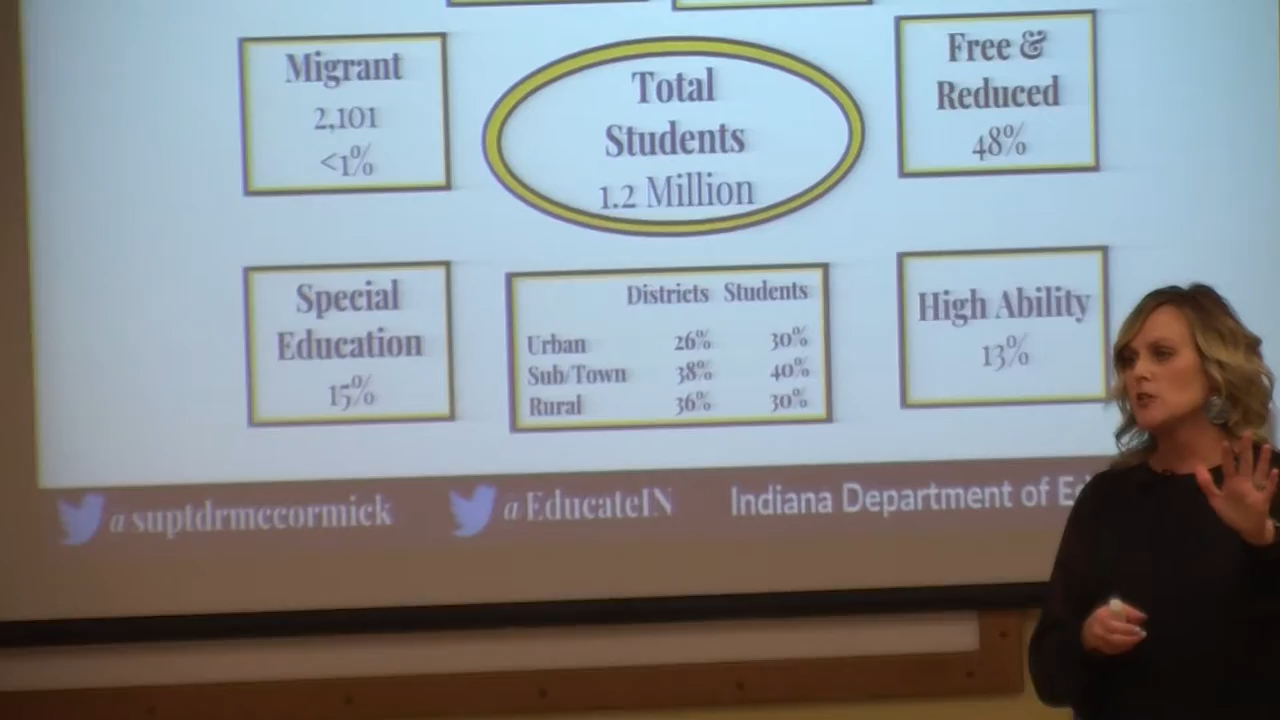 Migrant
2,101
<1%
Total
Students
1.2 Million
Free &
Reduced
48%
Special
Education
15%
Districts Students
Urban 26% 30%
Sub/Town 38% 40%
Rural 36% 30%
High Ability
13%
@suptdrmccormick @EducateIN Indiana Department of